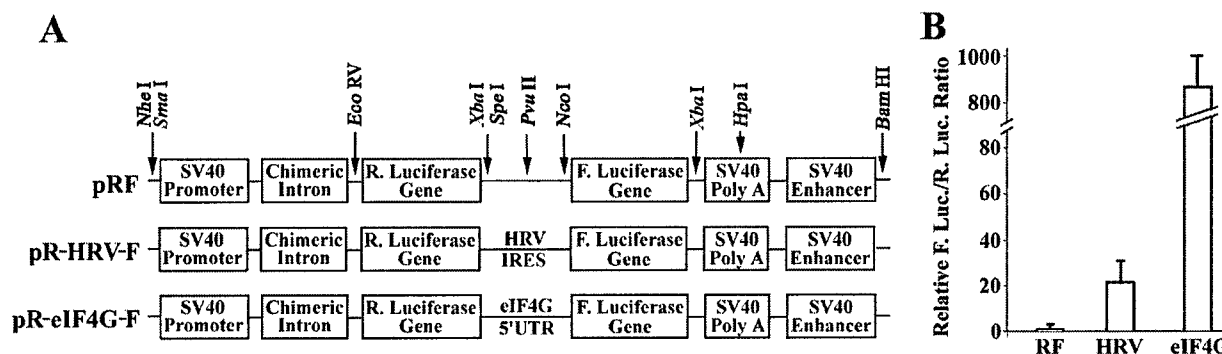 A
Nhe I
Sma I
Eco RV
Xba I
Spe I
Pvu II
Nco I
Xba I
Hpa I
Bam HI
pRF
SV40 Promoter
Chimeric Intron
R. Luciferase Gene
F. Luciferase Gene
SV40 Poly A
SV40 Enhancer
pR-HRV-F
SV40 Promoter
Chimeric Intron
R. Luciferase Gene
HRV IRES
F. Luciferase Gene
SV40 Poly A
SV40 Enhancer
pR-eIF4G-F
SV40 Promoter
Chimeric Intron
R. Luciferase Gene
eIF4G 5'UTR
F. Luciferase Gene
SV40 Poly A
SV40 Enhancer
B
Relative F. Luc./R. Luc. Ratio
1000
800
80
60
40
20
0
RF HRV eIF4G